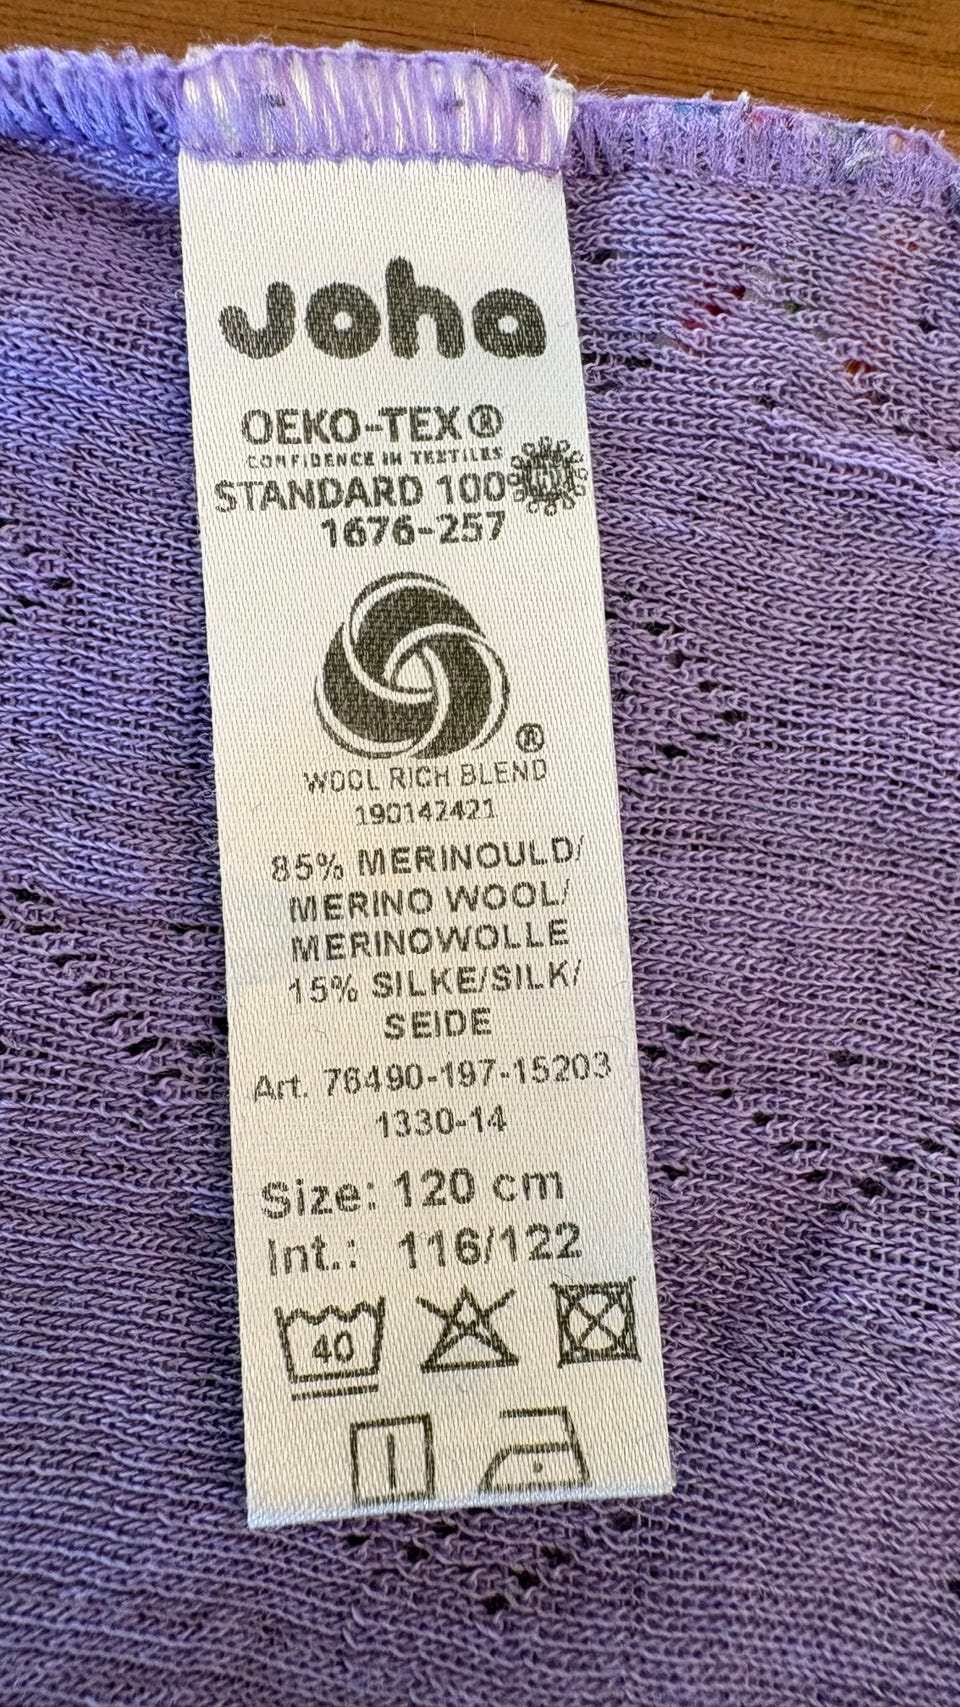 Joha
OEKO-TEX®
CONFIDENCE IN TEXTILES
STANDARD 100
1676-257
®
WOOL RICH BLEND
190142421
85% MERINOULD/
MERINO WOOL/
MERINOWOLLE
15% SILKE/SILK/
SEIDE
Art. 76490-197-15203
1330-14
Size: 120 cm
Int.: 116/122
40